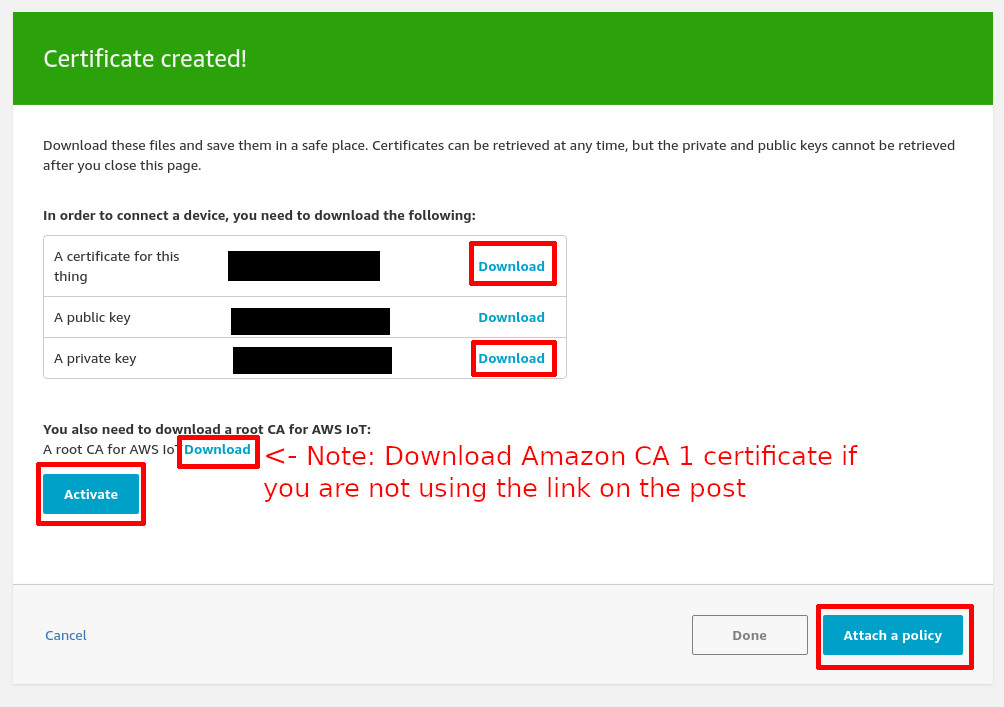 Certificate created!
Download these files and save them in a safe place. Certificates can be retrieved at any time, but the private and public keys cannot be retrieved
after you close this page.
In order to connect a device, you need to download the following:
A certificate for this
thing
Download
A public key
Download
A private key
Download
You also need to download a root CA for AWS IoT:
A root CA for AWS IoT Download
<- Note: Download Amazon CA 1 certificate if
you are not using the link on the post
Activate
Cancel
Done
Attach a policy